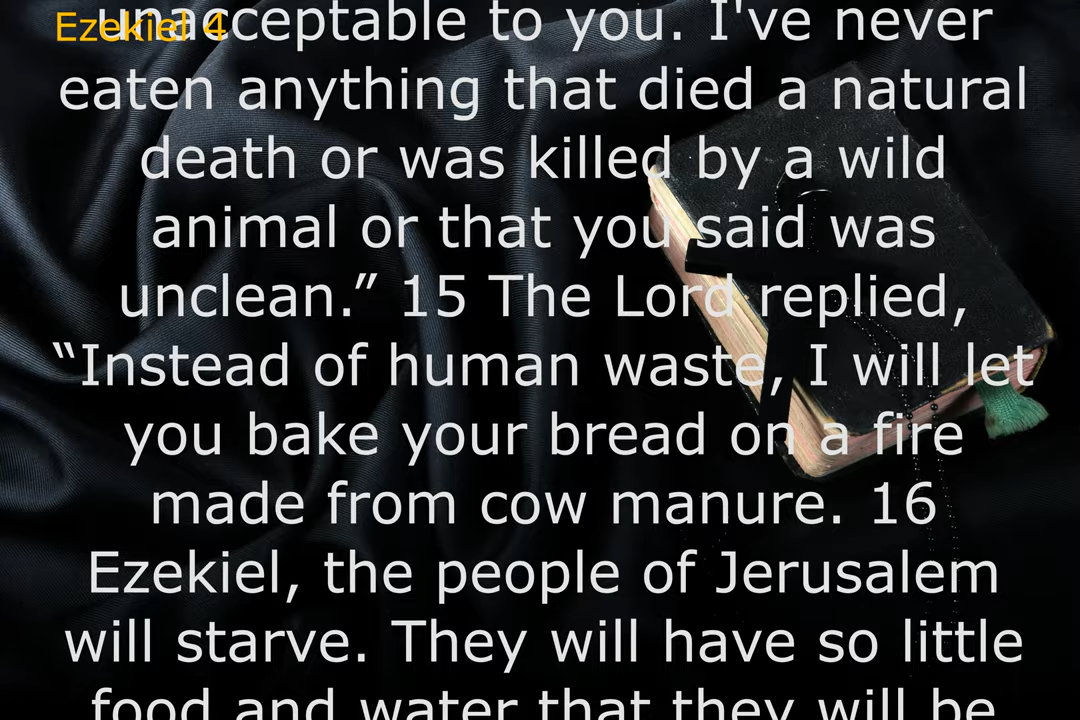 Ezekiel 4
unacceptable to you. I've never
eaten anything that died a natural
death or was killed by a wild
animal or that you said was
unclean.” 15 The Lord replied,
“Instead of human waste, I will let
you bake your bread on a fire
made from cow manure. 16
Ezekiel, the people of Jerusalem
will starve. They will have so little
food and water that they will be